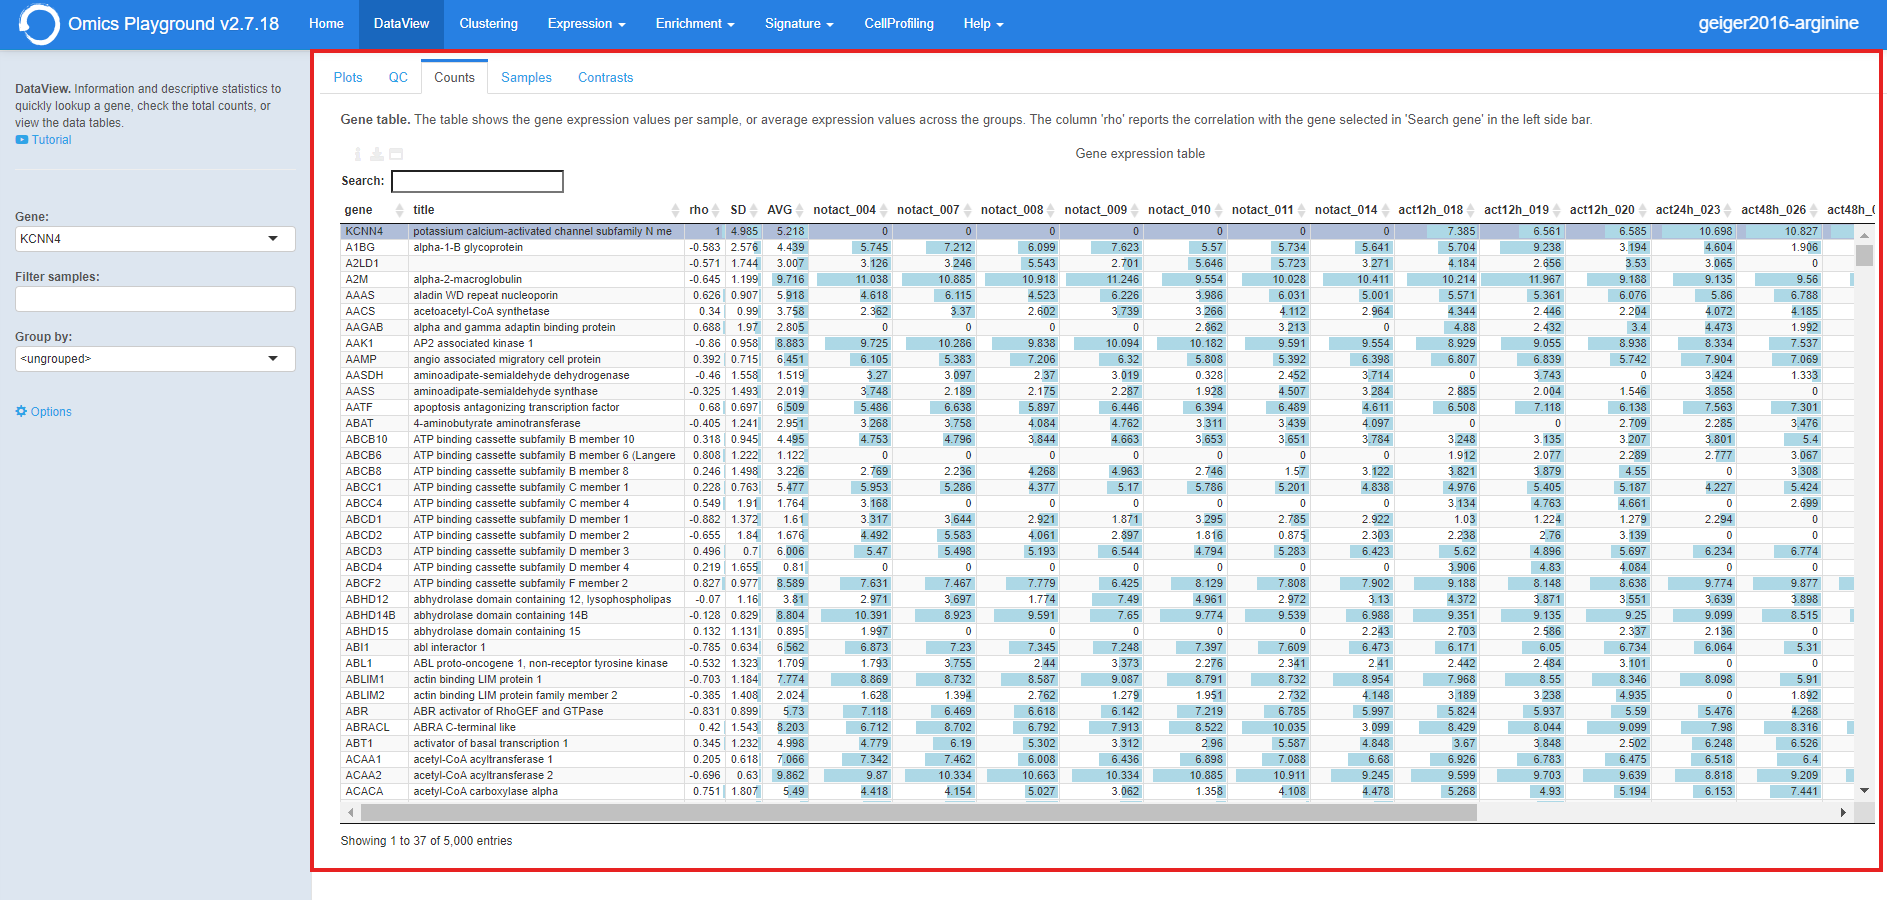 Omics Playground v2.7.18 Home DataView Clustering Expression Enrichment Signature CellProfiling Help geiger2016-arginine
DataView. Information and descriptive statistics to
quickly lookup a gene, check the total counts, or
view the data tables.
Tutorial
Gene:
KCNN4
Filter samples:
Group by:
<ungrouped>
Options
Plots QC Counts Samples Contrasts
Gene table. The table shows the gene expression values per sample, or average expression values across the groups. The column 'rho' reports the correlation with the gene selected in 'Search gene' in the left side bar.
Gene expression table
Search:
gene title rho SD AVG notact_004 notact_007 notact_008 notact_009 notact_010 notact_011 notact_014 act12h_018 act12h_019 act12h_020 act24h_023 act48h_026 act48h_0
KCNN4 potassium calcium-activated channel subfamily N me 1 4.985 5.218 0 0 0 0 0 0 0 7.385 6.561 6.585 10.698 10.827
A1BG alpha-1-B glycoprotein -0.583 2.576 4.439 5.745 7.212 6.099 7.623 5.57 5.734 5.641 5.704 9.238 3.194 4.604 1.906
A2LD1 -0.571 1.744 3.007 3.126 3.246 5.543 2.701 5.646 5.723 3.271 4.184 2.656 3.53 3.065 0
A2M alpha-2-macroglobulin -0.645 1.199 9.716 11.038 10.885 10.918 11.246 9.554 10.028 10.411 10.214 11.967 9.188 9.135 9.56
AAAS aladin WD repeat nucleoporin 0.626 0.907 5.918 4.618 6.115 4.523 6.226 3.986 6.031 5.001 5.571 5.361 6.076 5.86 6.788
AACS acetoacetyl-CoA synthetase 0.34 0.99 3.758 2.362 3.37 2.602 3.739 3.266 4.112 2.964 4.344 2.446 2.204 4.072 4.185
AAGAB alpha and gamma adaptin binding protein 0.688 1.97 2.805 0 0 0 0 2.862 3.213 0 4.88 2.432 3.4 4.473 1.992
AAK1 AP2 associated kinase 1 -0.86 0.958 8.883 9.725 10.286 9.838 10.094 10.182 9.591 9.554 8.929 9.055 8.938 8.334 7.537
AAMP angio associated migratory cell protein 0.392 0.715 6.451 6.105 5.383 7.206 6.32 5.808 5.392 6.398 6.807 6.839 5.742 7.904 7.069
AASDH aminoadipate-semialdehyde dehydrogenase -0.46 1.558 1.519 3.27 3.097 2.37 3.019 0.328 2.452 3.714 0 3.743 0 3.424 1.333
AASS aminoadipate-semialdehyde synthase -0.325 1.493 2.019 3.748 2.189 2.175 2.287 1.928 4.507 3.284 2.885 2.004 1.546 3.858 0
AATF apoptosis antagonizing transcription factor 0.68 0.697 6.509 5.486 6.638 5.897 6.446 6.394 6.489 4.611 6.508 7.118 6.138 7.563 7.301
ABAT 4-aminobutyrate aminotransferase -0.405 1.241 2.951 3.268 3.758 4.084 4.762 3.311 3.439 4.097 0 0 2.709 2.285 3.476
ABCB10 ATP binding cassette subfamily B member 10 0.318 0.945 4.495 4.753 4.796 3.844 4.663 3.653 3.651 3.784 3.248 3.135 3.207 3.801 5.4
ABCB6 ATP binding cassette subfamily B member 6 (Langere 0.808 1.222 1.122 0 0 0 0 0 0 0 1.912 2.077 2.289 2.777 3.067
ABCB8 ATP binding cassette subfamily B member 8 0.246 1.498 3.226 2.769 2.236 4.268 4.963 2.746 1.57 3.122 3.821 3.879 4.55 0 3.308
ABCC1 ATP binding cassette subfamily C member 1 0.228 0.763 5.477 5.953 5.286 4.377 5.17 5.786 5.201 4.838 4.976 5.405 5.187 4.227 5.424
ABCC4 ATP binding cassette subfamily C member 4 0.549 1.91 1.764 3.168 0 0 0 0 0 0 3.134 4.763 4.661 0 2.699
ABCD1 ATP binding cassette subfamily D member 1 -0.882 1.372 1.61 3.317 3.644 2.921 1.871 3.295 2.785 2.922 1.03 1.224 1.279 2.294 0
ABCD2 ATP binding cassette subfamily D member 2 -0.655 1.84 1.676 4.492 5.583 4.061 2.897 1.816 0.875 2.303 2.238 2.76 3.139 0 0
ABCD3 ATP binding cassette subfamily D member 3 0.496 0.7 6.006 5.47 5.498 5.193 6.544 4.794 5.283 6.423 5.62 4.896 5.697 6.234 6.774
ABCD4 ATP binding cassette subfamily D member 4 0.219 1.655 0.81 0 0 0 0 0 0 0 3.906 4.83 4.084 0 0
ABCF2 ATP binding cassette subfamily F member 2 0.827 0.977 8.589 7.631 7.467 7.779 6.425 8.129 7.808 7.902 9.188 8.148 8.638 9.774 9.877
ABHD12 abhydrolase domain containing 12, lysophospholipas -0.07 1.16 3.81 2.971 3.697 1.774 7.49 4.961 2.972 3.13 4.372 3.871 3.551 3.639 3.898
ABHD14B abhydrolase domain containing 14B -0.128 0.829 8.804 10.391 8.923 9.591 7.65 9.774 9.539 6.988 9.351 9.135 9.25 9.099 8.515
ABHD15 abhydrolase domain containing 15 0.132 1.131 0.895 1.997 0 0 0 0 0 2.243 2.703 2.586 2.337 2.136 0
ABI1 abl interactor 1 -0.785 0.634 6.562 6.873 7.23 7.345 7.248 7.397 7.609 6.473 6.171 6.05 6.734 6.064 5.31
ABL1 ABL proto-oncogene 1, non-receptor tyrosine kinase -0.532 1.323 1.709 1.793 3.755 2.44 3.373 2.276 2.341 2.41 2.442 2.484 3.101 0 0
ABLIM1 actin binding LIM protein 1 -0.703 1.184 7.774 8.869 8.732 8.587 9.087 8.791 8.732 8.954 7.968 8.55 8.346 8.098 5.91
ABLIM2 actin binding LIM protein family member 2 -0.385 1.408 2.024 1.628 1.394 2.762 1.279 1.951 2.732 4.148 3.189 3.238 4.935 0 1.892
ABR ABR activator of RhoGEF and GTPase -0.831 0.899 5.73 7.118 6.469 6.618 6.142 7.219 6.785 5.997 5.824 5.937 5.59 5.476 4.268
ABRACL ABRA C-terminal like 0.42 1.543 8.203 6.712 8.702 6.792 7.913 8.522 10.035 3.099 8.429 8.044 9.099 7.98 8.316
ABT1 activator of basal transcription 1 0.345 1.232 4.998 4.779 6.19 5.302 3.312 2.96 5.587 4.848 3.67 3.848 2.502 6.248 6.526
ACAA1 acetyl-CoA acyltransferase 1 0.205 0.618 7.066 7.342 7.462 6.008 6.436 6.898 7.088 6.68 6.926 6.783 6.475 6.518 6.4
ACAA2 acetyl-CoA acyltransferase 2 -0.696 0.63 9.862 9.87 10.334 10.663 10.334 10.885 10.911 9.245 9.599 9.703 9.639 8.818 9.209
ACACA acetyl-CoA carboxylase alpha 0.751 1.807 5.49 4.418 4.154 5.027 3.062 1.358 4.108 4.478 5.268 4.93 5.194 6.153 7.441
Showing 1 to 37 of 5,000 entries